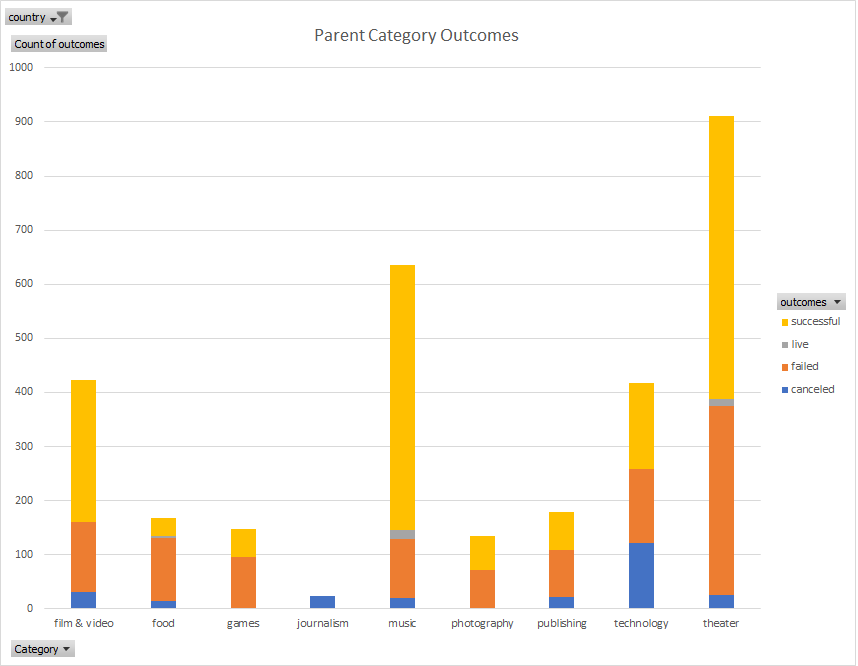 country
Count of outcomes
Parent Category Outcomes
1000
900
800
700
600
500
400
300
200
100
0
film & video
food
games
journalism
music
photography
publishing
technology
theater
outcomes
successful
live
failed
canceled
Category